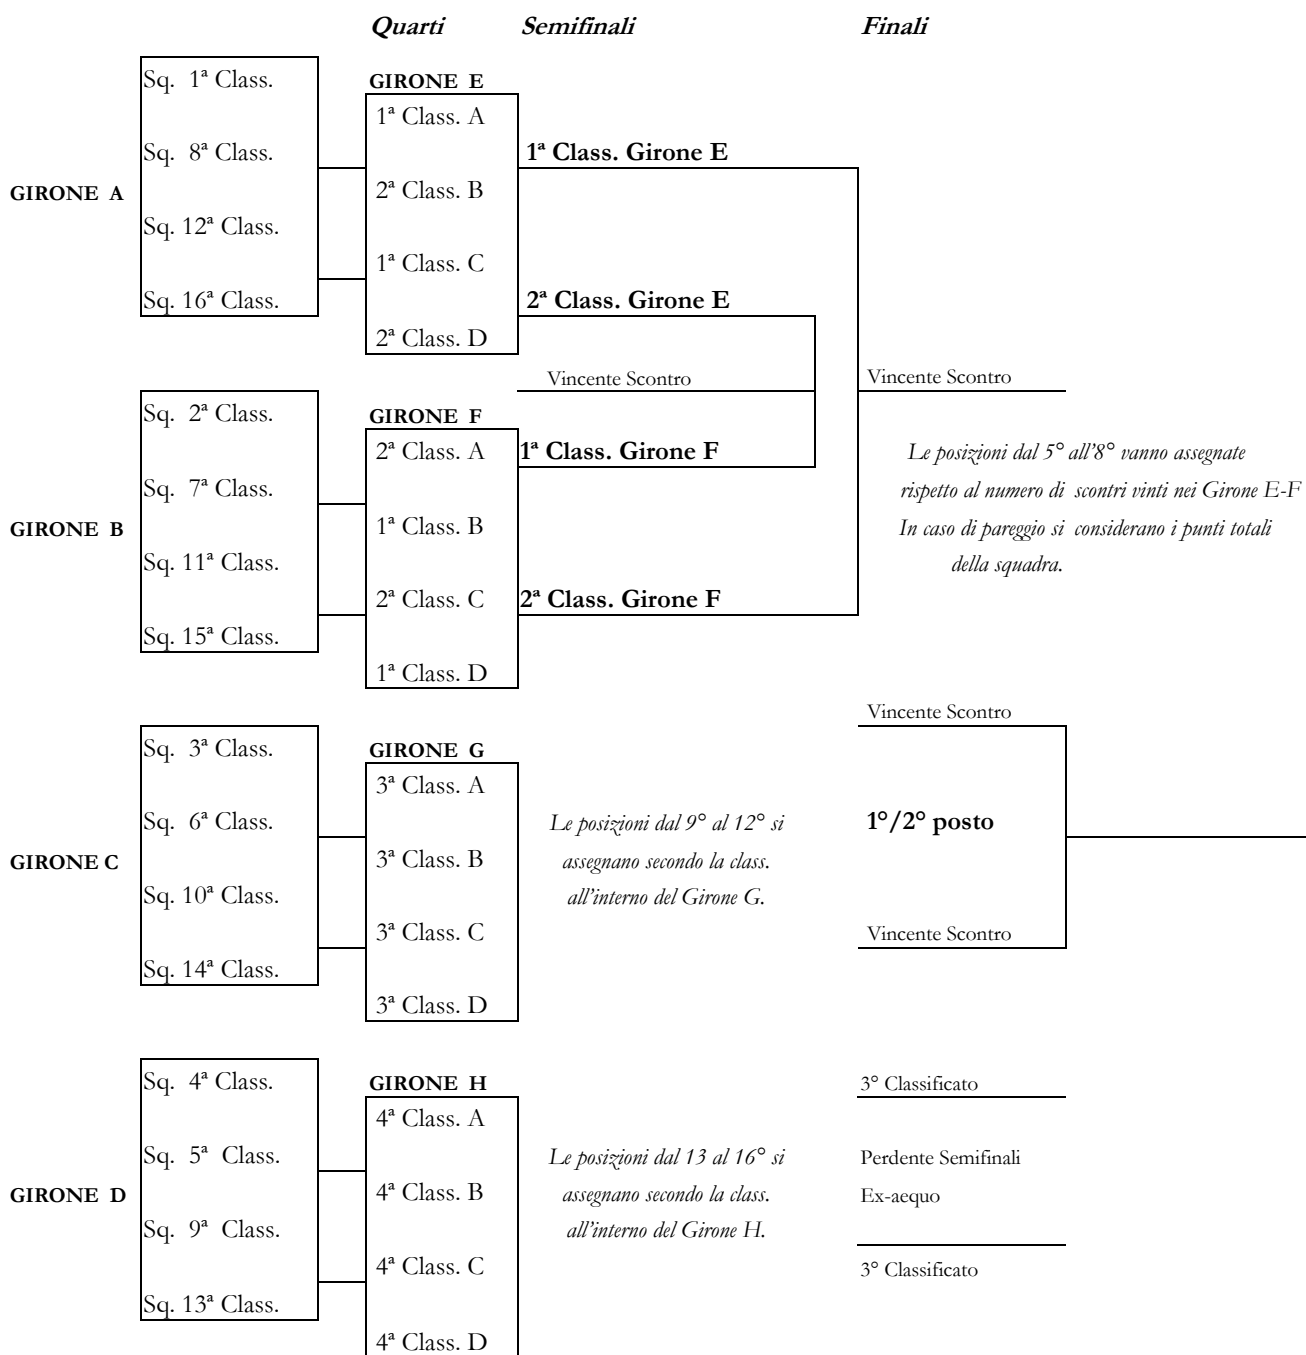 Quarti Semifinali Finali
GIRONE A
Sq. 1ª Class.
Sq. 8ª Class.
Sq. 12ª Class.
Sq. 16ª Class.
GIRONE E
1ª Class. A
2ª Class. B
1ª Class. C
2ª Class. D
1ª Class. Girone E
2ª Class. Girone E
Vincente Scontro
Vincente Scontro
GIRONE B
Sq. 2ª Class.
Sq. 7ª Class.
Sq. 11ª Class.
Sq. 15ª Class.
GIRONE F
2ª Class. A
1ª Class. B
2ª Class. C
1ª Class. D
1ª Class. Girone F
2ª Class. Girone F
Le posizioni dal 5° all'8° vanno assegnate
rispetto al numero di scontri vinti nei Girone E-F
In caso di pareggio si considerano i punti totali
della squadra.
GIRONE C
Sq. 3ª Class.
Sq. 6ª Class.
Sq. 10ª Class.
Sq. 14ª Class.
GIRONE G
3ª Class. A
3ª Class. B
3ª Class. C
3ª Class. D
Le posizioni dal 9° al 12° si
assegnano secondo la class.
all'interno del Girone G.
Vincente Scontro
1°/2° posto
Vincente Scontro
GIRONE D
Sq. 4ª Class.
Sq. 5ª Class.
Sq. 9ª Class.
Sq. 13ª Class.
GIRONE H
4ª Class. A
4ª Class. B
4ª Class. C
4ª Class. D
Le posizioni dal 13 al 16° si
assegnano secondo la class.
all'interno del Girone H.
3° Classificato
Perdente Semifinali
Ex-aequo
3° Classificato